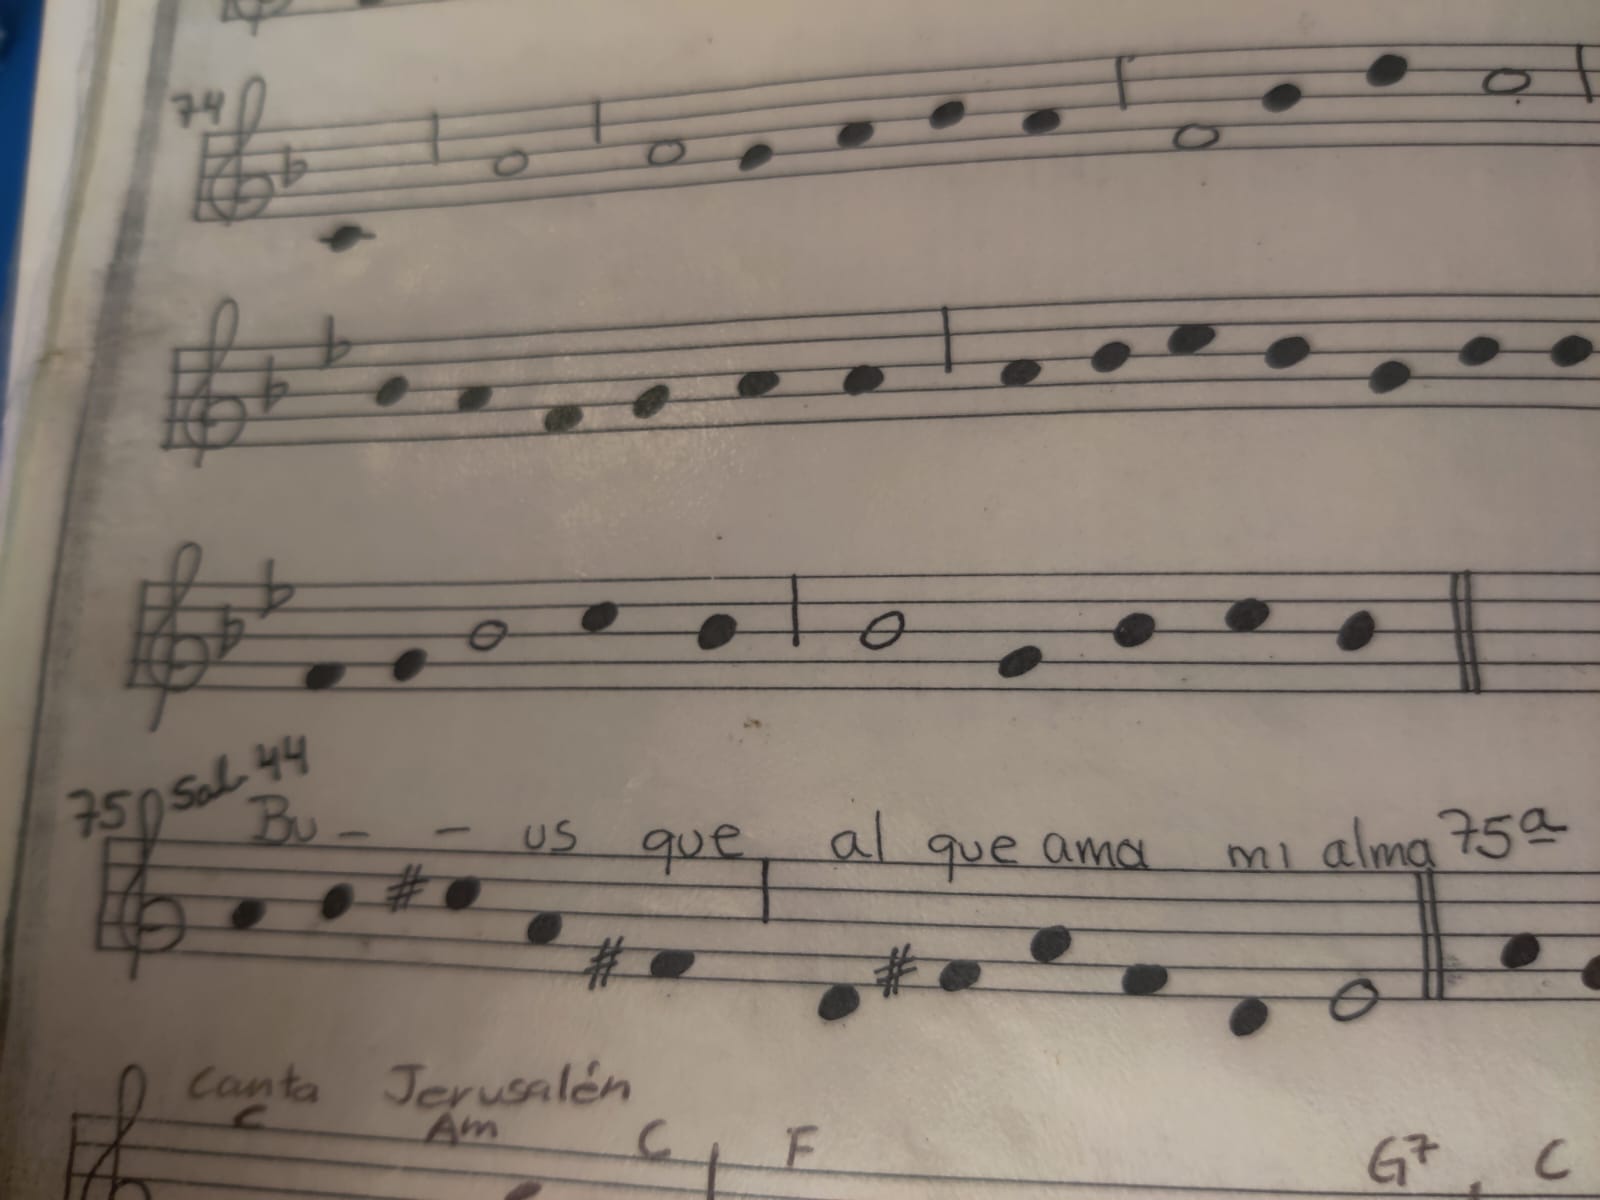 74
75 Sal 44
Bu - - us que al que ama mi alma 75ª
Canta Jerusalén
C Am C F G7 C